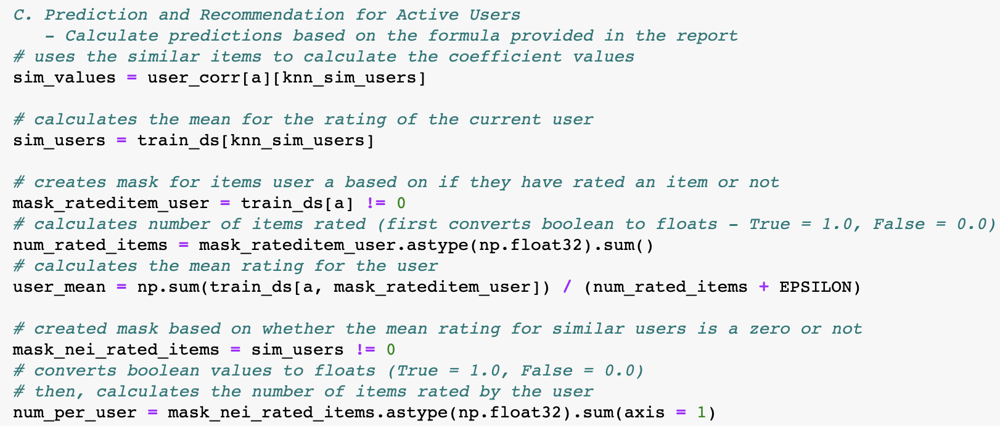 C. Prediction and Recommendation for Active Users
- Calculate predictions based on the formula provided in the report
# uses the similar items to calculate the coefficient values
sim_values = user_corr[a][knn_sim_users]
# calculates the mean for the rating of the current user
sim_users = train_ds[knn_sim_users]
# creates mask for items user a based on if they have rated an item or not
mask_rateditem_user = train_ds[a] != 0
# calculates number of items rated (first converts boolean to floats - True = 1.0, False = 0.0)
num_rated_items = mask_rateditem_user.astype(np.float32).sum()
# calculates the mean rating for the user
user_mean = np.sum(train_ds[a, mask_rateditem_user]) / (num_rated_items + EPSILON)
# created mask based on whether the mean rating for similar users is a zero or not
mask_nei_rated_items = sim_users != 0
# converts boolean values to floats (True = 1.0, False = 0.0)
# then, calculates the number of items rated by the user
num_per_user = mask_nei_rated_items.astype(np.float32).sum(axis = 1)